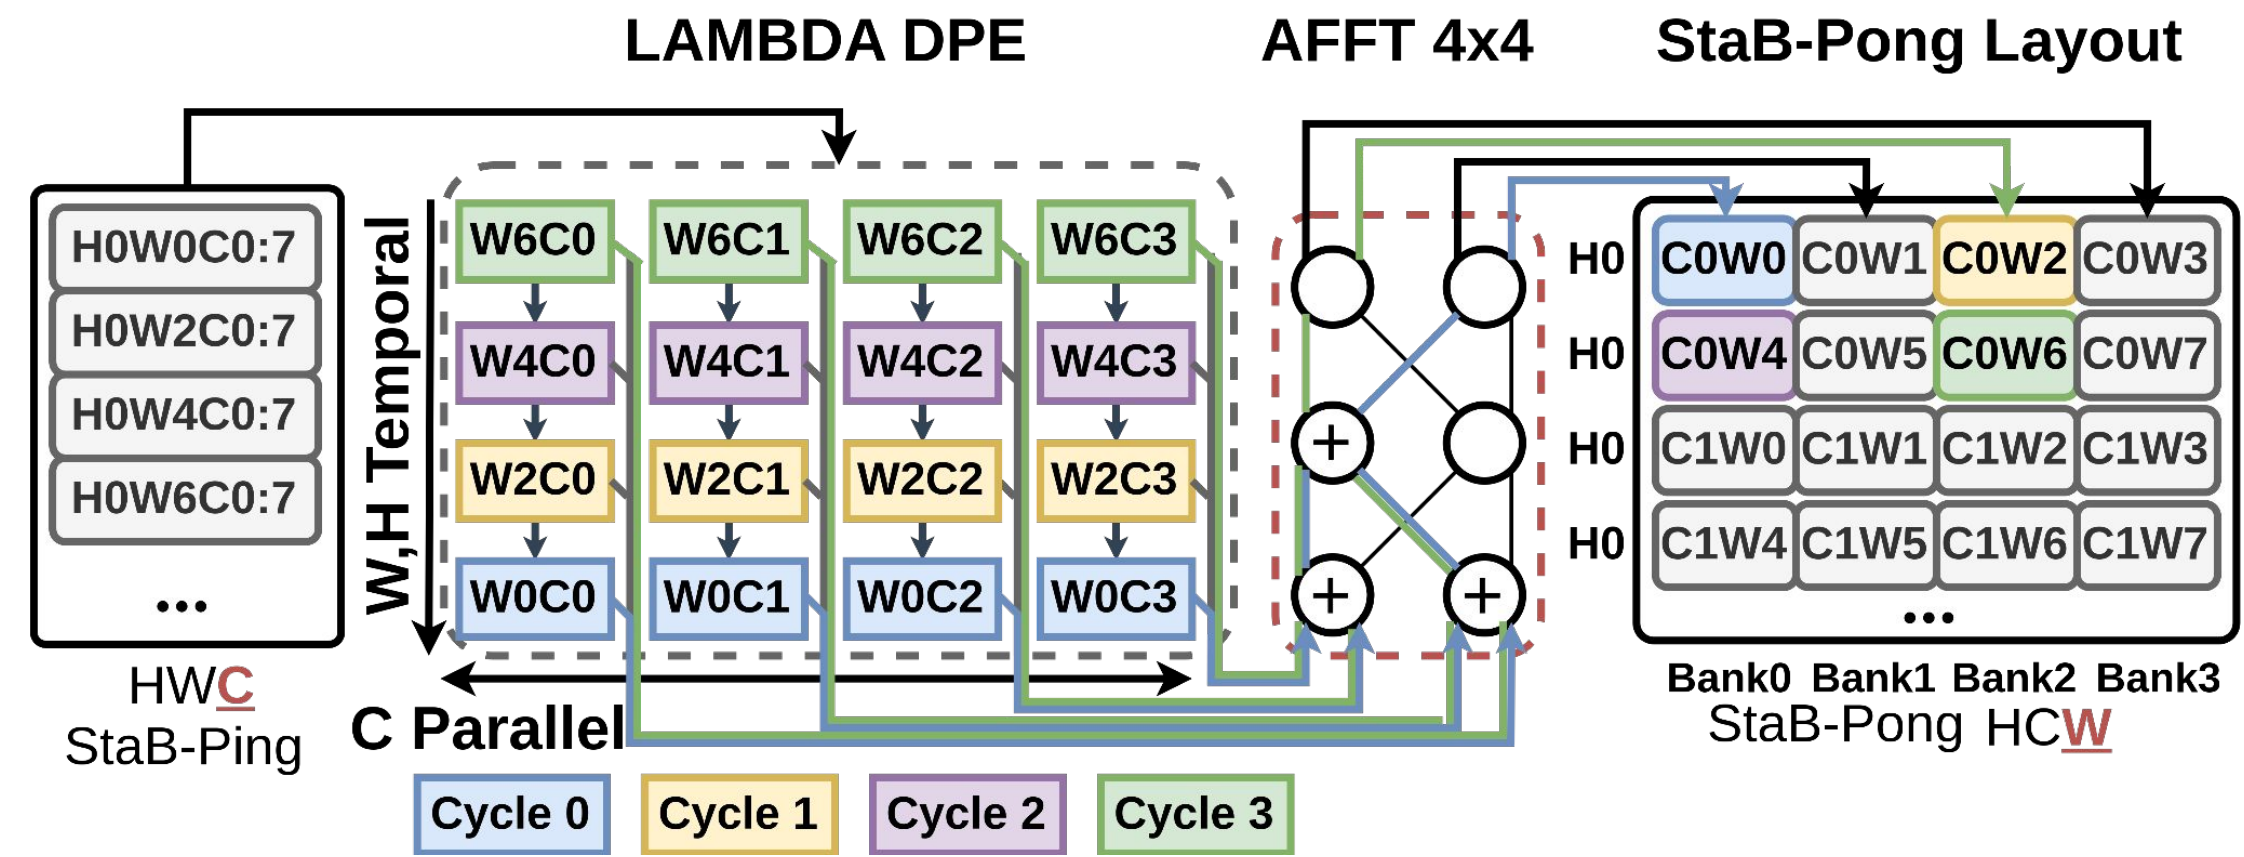 LAMBDA DPE
AFFT 4x4
StaB-Pong Layout
H0W0C0:7
H0W2C0:7
H0W4C0:7
H0W6C0:7
...
HWC
StaB-Ping
W,H Temporal
W6C0 W6C1 W6C2 W6C3
W4C0 W4C1 W4C2 W4C3
W2C0 W2C1 W2C2 W2C3
W0C0 W0C1 W0C2 W0C3
C Parallel
+
+ +
H0 C0W0 C0W1 C0W2 C0W3
H0 C0W4 C0W5 C0W6 C0W7
H0 C1W0 C1W1 C1W2 C1W3
H0 C1W4 C1W5 C1W6 C1W7
...
Bank0 Bank1 Bank2 Bank3
StaB-Pong HCW
Cycle 0 Cycle 1 Cycle 2 Cycle 3